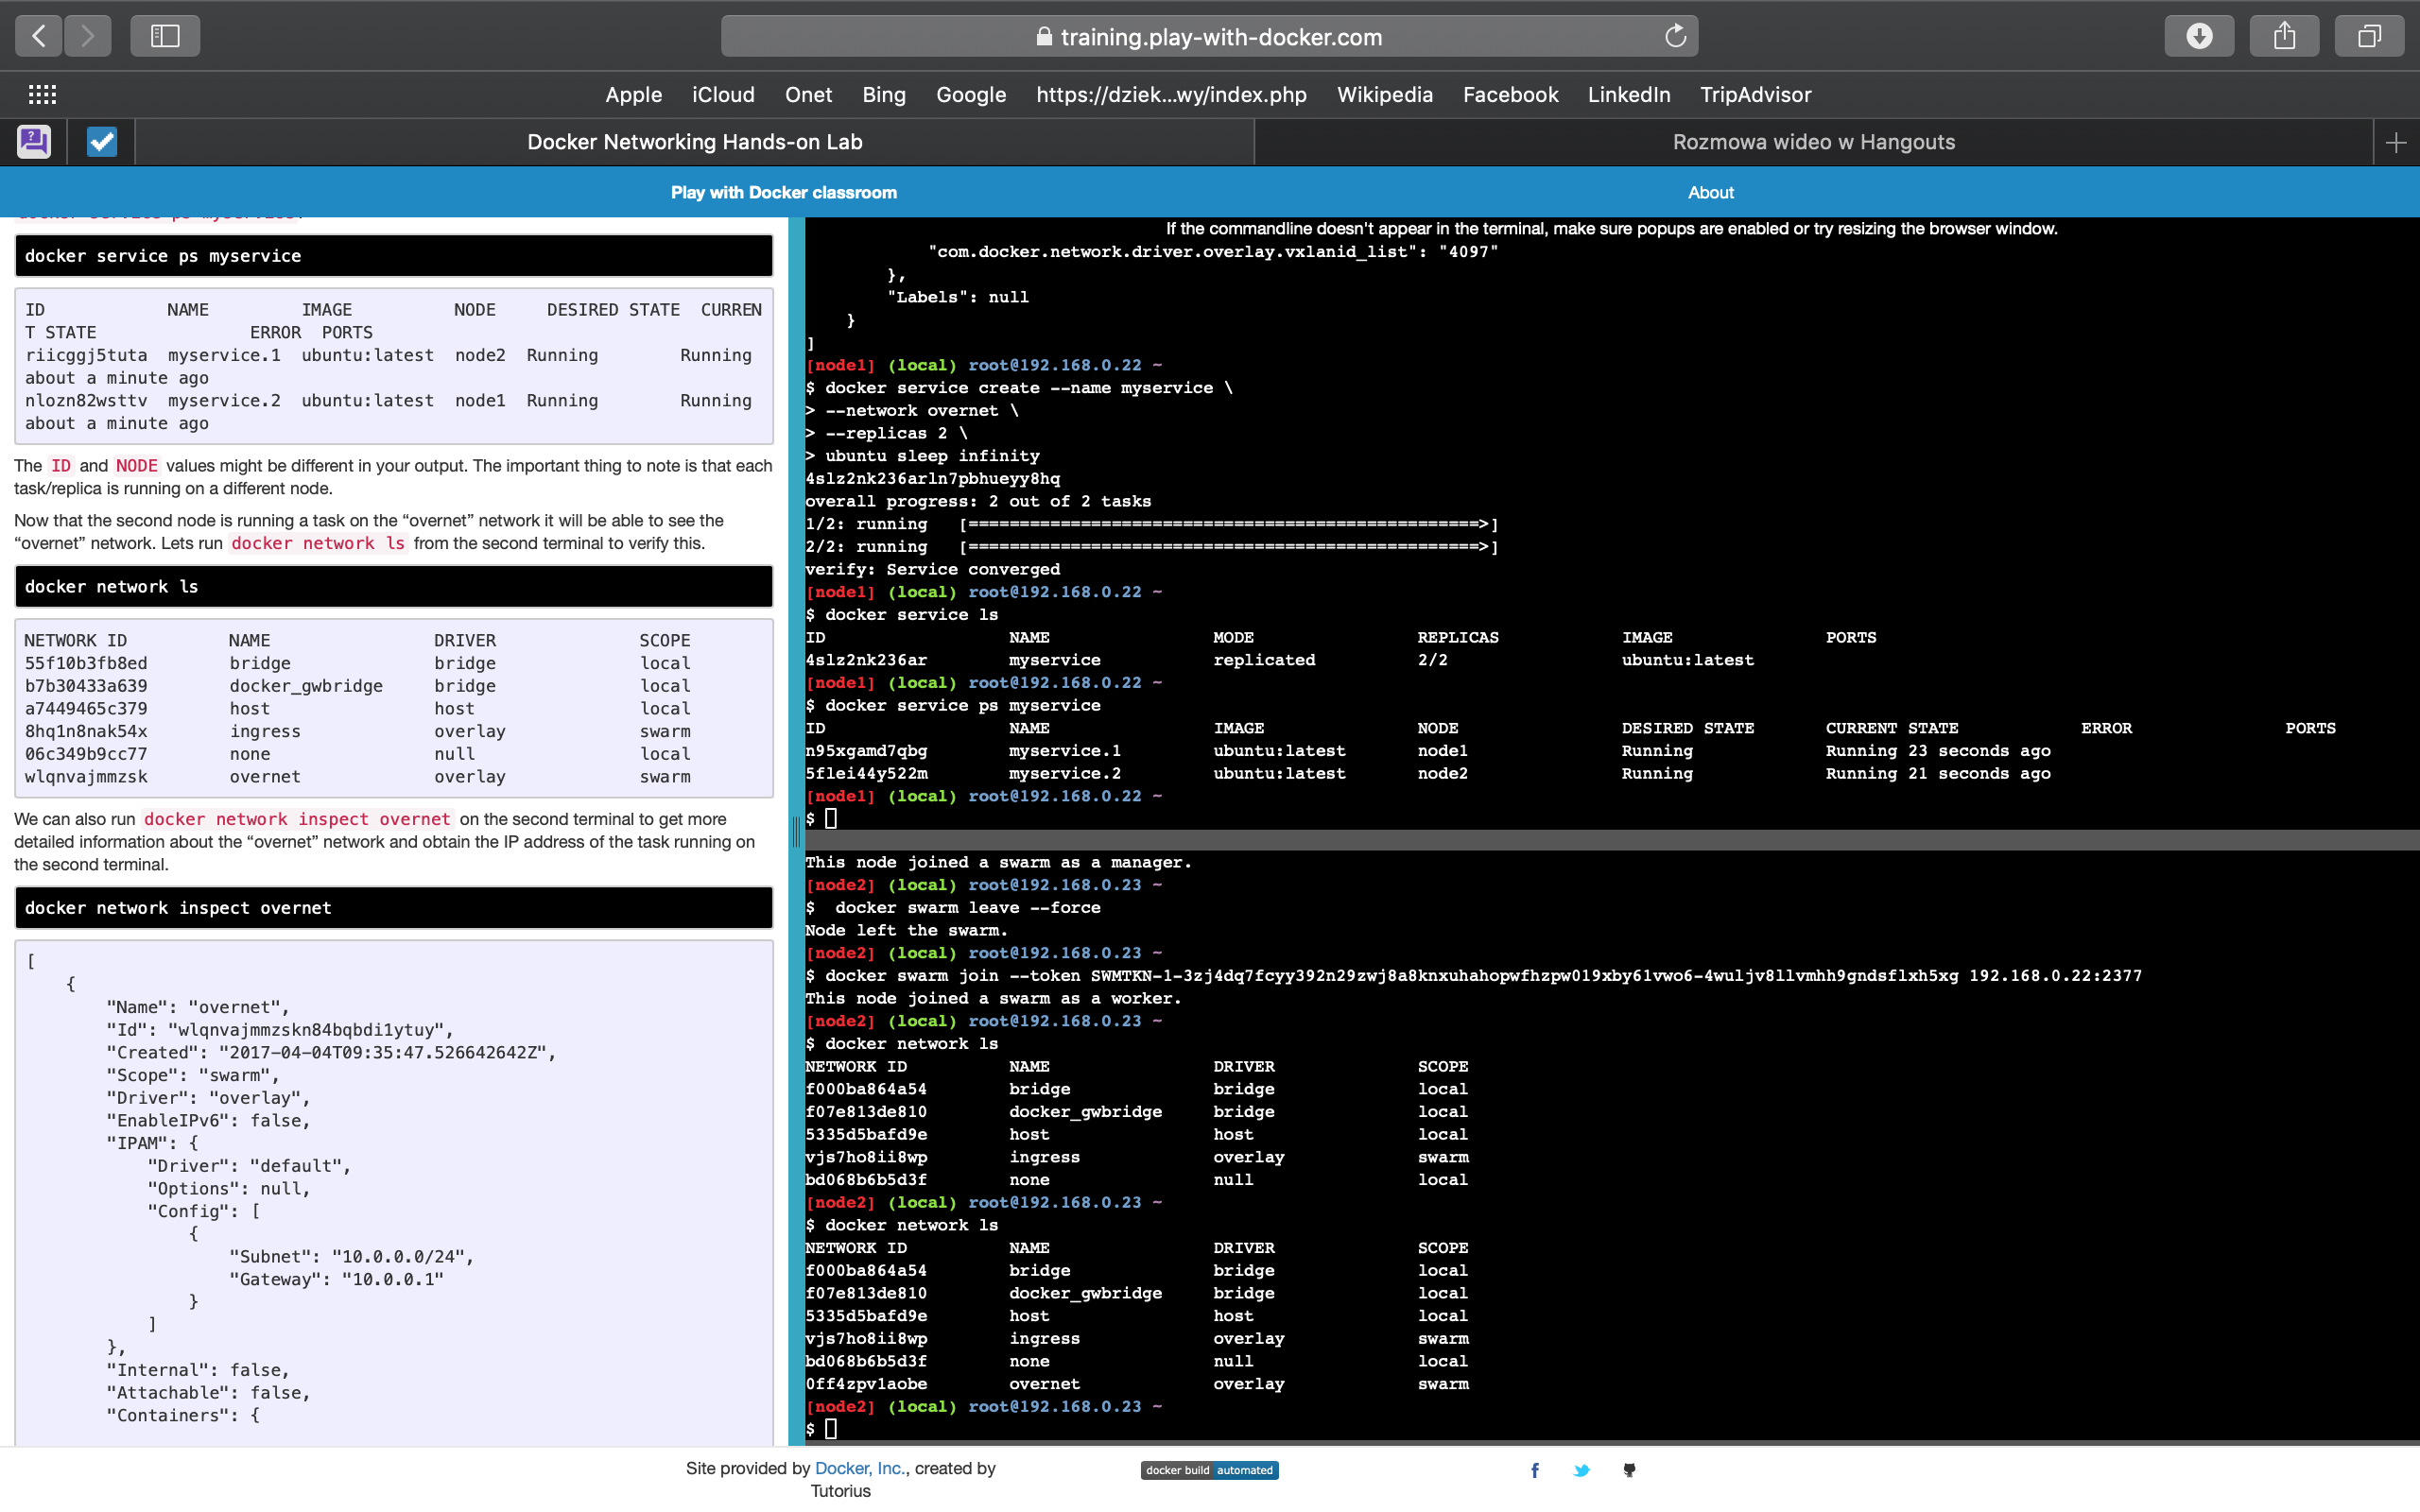 training.play-with-docker.com
Apple iCloud Onet Bing Google https://dziek...wy/index.php Wikipedia Facebook LinkedIn TripAdvisor
Docker Networking Hands-on Lab
Rozmowa wideo w Hangouts
Play with Docker classroom
About
docker service ps myservice
ID NAME IMAGE NODE DESIRED STATE CURREN
T STATE ERROR PORTS
riicggj5tuta myservice.1 ubuntu:latest node2 Running Running
about a minute ago
nlozn82wsttv myservice.2 ubuntu:latest node1 Running Running
about a minute ago
The ID and NODE values might be different in your output. The important thing to note is that each
task/replica is running on a different node.
Now that the second node is running a task on the “overnet” network it will be able to see the
“overnet” network. Lets run docker network ls from the second terminal to verify this.
docker network ls
NETWORK ID NAME DRIVER SCOPE
55f10b3fb8ed bridge bridge local
b7b30433a639 docker_gwbridge bridge local
a7449465c379 host host local
8hq1n8nak54x ingress overlay swarm
06c349b9cc77 none null local
wlqnvajmmzsk overnet overlay swarm
We can also run docker network inspect overnet on the second terminal to get more
detailed information about the “overnet” network and obtain the IP address of the task running on
the second terminal.
docker network inspect overnet
[
{
"Name": "overnet",
"Id": "wlqnvajmmzskn84bqbdi1ytuy",
"Created": "2017-04-04T09:35:47.526642642Z",
"Scope": "swarm",
"Driver": "overlay",
"EnableIPv6": false,
"IPAM": {
"Driver": "default",
"Options": null,
"Config": [
{
"Subnet": "10.0.0.0/24",
"Gateway": "10.0.0.1"
}
]
},
"Internal": false,
"Attachable": false,
"Containers": {
If the commandline doesn't appear in the terminal, make sure popups are enabled or try resizing the browser window.
"com.docker.network.driver.overlay.vxlanid_list": "4097"
},
"Labels": null
}
]
[node1] (local) root@192.168.0.22 ~
$ docker service create --name myservice \
> --network overnet \
> --replicas 2 \
> ubuntu sleep infinity
4slz2nk236arln7pbhueyy8hq
overall progress: 2 out of 2 tasks
1/2: running [==================================================>]
2/2: running [==================================================>]
verify: Service converged
[node1] (local) root@192.168.0.22 ~
$ docker service ls
ID NAME MODE REPLICAS IMAGE PORTS
4slz2nk236ar myservice replicated 2/2 ubuntu:latest
[node1] (local) root@192.168.0.22 ~
$ docker service ps myservice
ID NAME IMAGE NODE DESIRED STATE CURRENT STATE ERROR PORTS
n95xgamd7qbg myservice.1 ubuntu:latest node1 Running Running 23 seconds ago
5flei44y522m myservice.2 ubuntu:latest node2 Running Running 21 seconds ago
[node1] (local) root@192.168.0.22 ~
$
This node joined a swarm as a manager.
[node2] (local) root@192.168.0.23 ~
$ docker swarm leave --force
Node left the swarm.
[node2] (local) root@192.168.0.23 ~
$ docker swarm join --token SWMTKN-1-3zj4dq7fcyy392n29zwj8a8knxuhahopwfhzpw019xby61vwo6-4wuljv8llvmhh9gndsflxh5xg 192.168.0.22:2377
This node joined a swarm as a worker.
[node2] (local) root@192.168.0.23 ~
$ docker network ls
NETWORK ID NAME DRIVER SCOPE
f000ba864a54 bridge bridge local
f07e813de810 docker_gwbridge bridge local
5335d5bafd9e host host local
vjs7ho8ii8wp ingress overlay swarm
bd068b6b5d3f none null local
[node2] (local) root@192.168.0.23 ~
$ docker network ls
NETWORK ID NAME DRIVER SCOPE
f000ba864a54 bridge bridge local
f07e813de810 docker_gwbridge bridge local
5335d5bafd9e host host local
vjs7ho8ii8wp ingress overlay swarm
bd068b6b5d3f none null local
0ff4zpv1aobe overnet overlay swarm
[node2] (local) root@192.168.0.23 ~
$
Site provided by Docker, Inc., created by
Tutorius
docker build automated